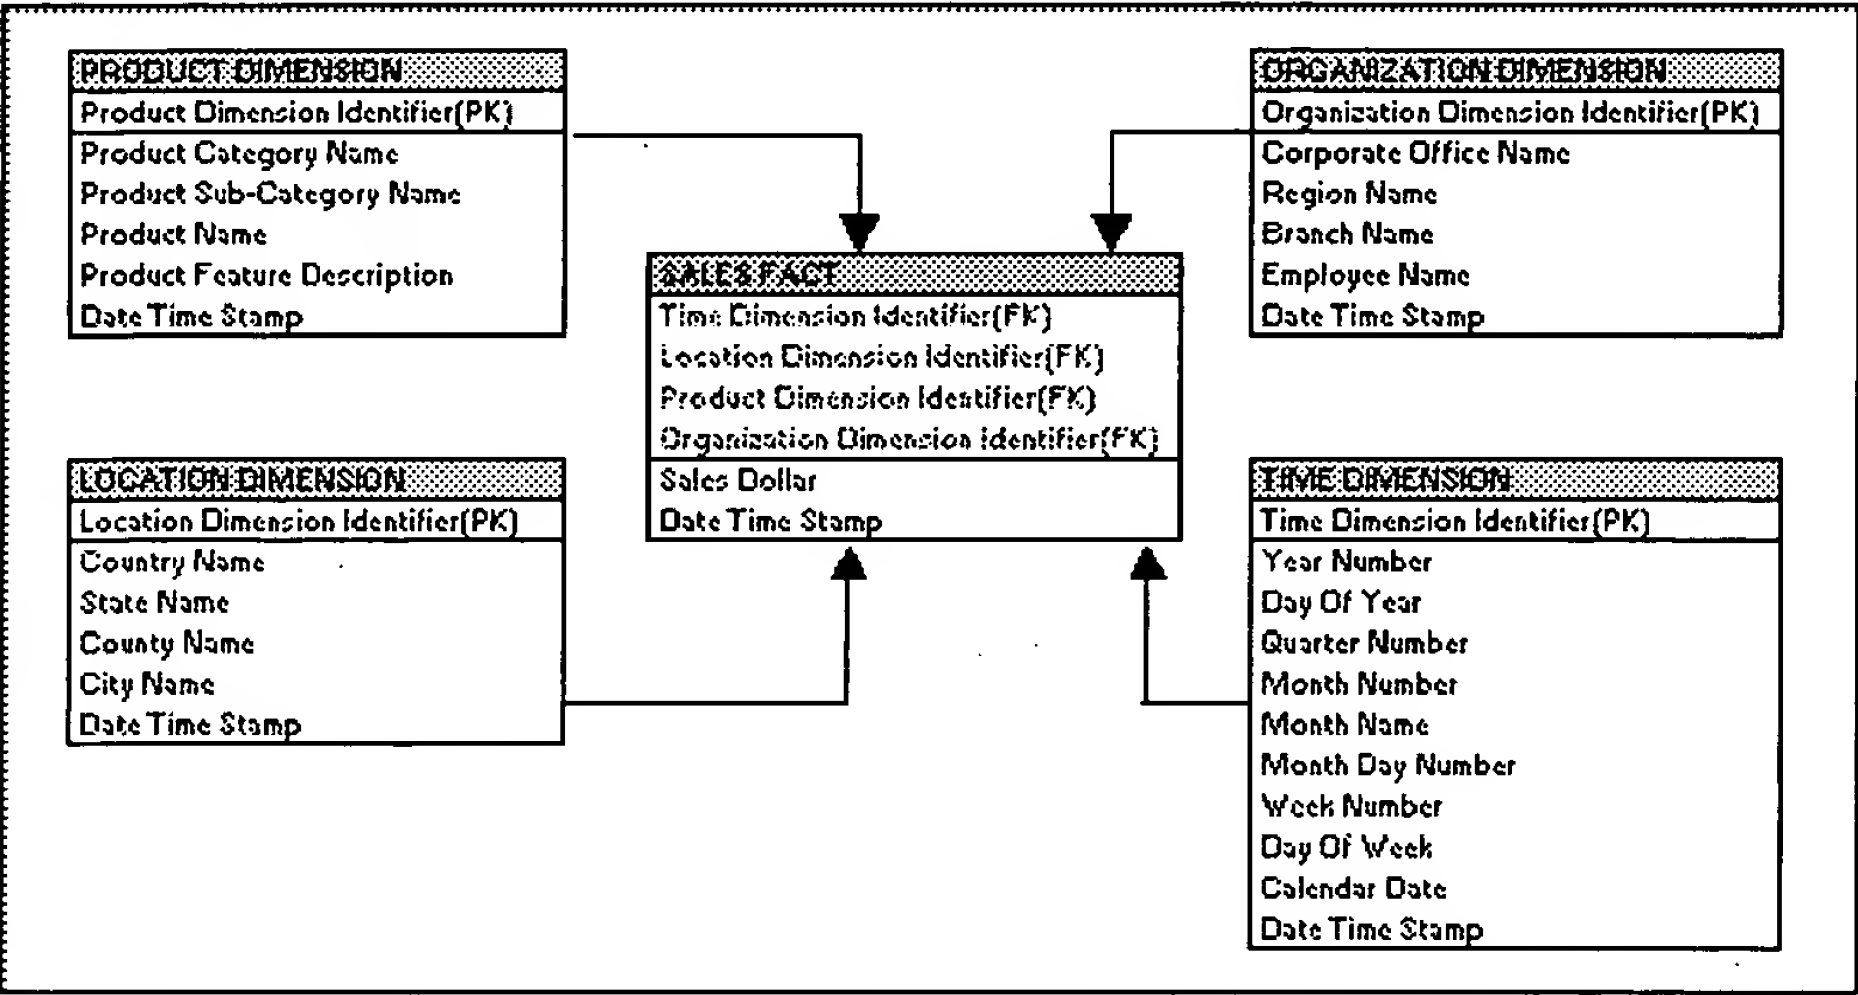 PRODUCT DIMENSION
Product Dimension Identifier(PK)
Product Category Name
Product Sub-Category Name
Product Name
Product Feature Description
Date Time Stamp
ORGANIZATION DIMENSION
Organization Dimension Identifier(PK)
Corporate Office Name
Region Name
Branch Name
Employee Name
Date Time Stamp
SALES FACT
Time Dimension Identifier(FK)
Location Dimension Identifier(FK)
Product Dimension Identifier(FK)
Organization Dimension Identifier(FK)
Sales Dollar
Date Time Stamp
LOCATION DIMENSION
Location Dimension Identifier(PK)
Country Name
State Name
County Name
City Name
Date Time Stamp
TIME DIMENSION
Time Dimension Identifier(PK)
Year Number
Day Of Year
Quarter Number
Month Number
Month Name
Month Day Number
Week Number
Day Of Week
Calendar Date
Date Time Stamp